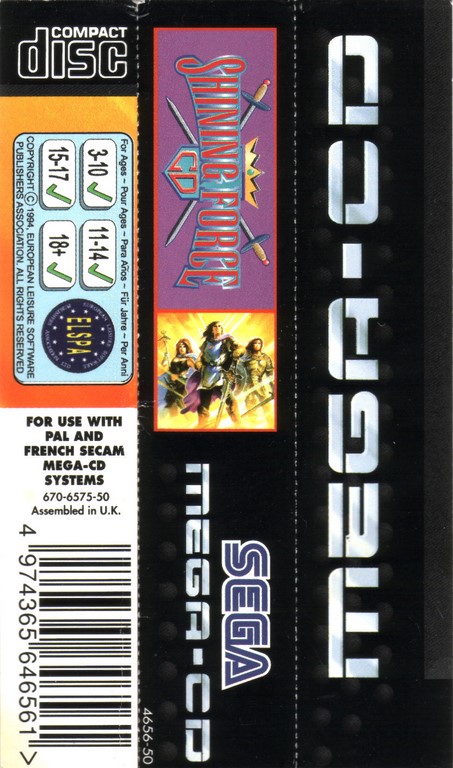 COMPACT
disc
For Ages – Pour Ages – Para Años – Für Jahre – Per Anni
3-10 ✓
11-14 ✓
15-17 ✓
18+ ✓
ELSPA
COPYRIGHT © 1994. EUROPEAN LEISURE SOFTWARE
PUBLISHERS ASSOCIATION. ALL RIGHTS RESERVED
FOR USE WITH
PAL AND
FRENCH SECAM
MEGA-CD
SYSTEMS
670-6575-50
Assembled in U.K.
4 974365 646561 >
SHINING FORCE
CD
SEGA
MEGA-CD
4656-50
MEGA-CD